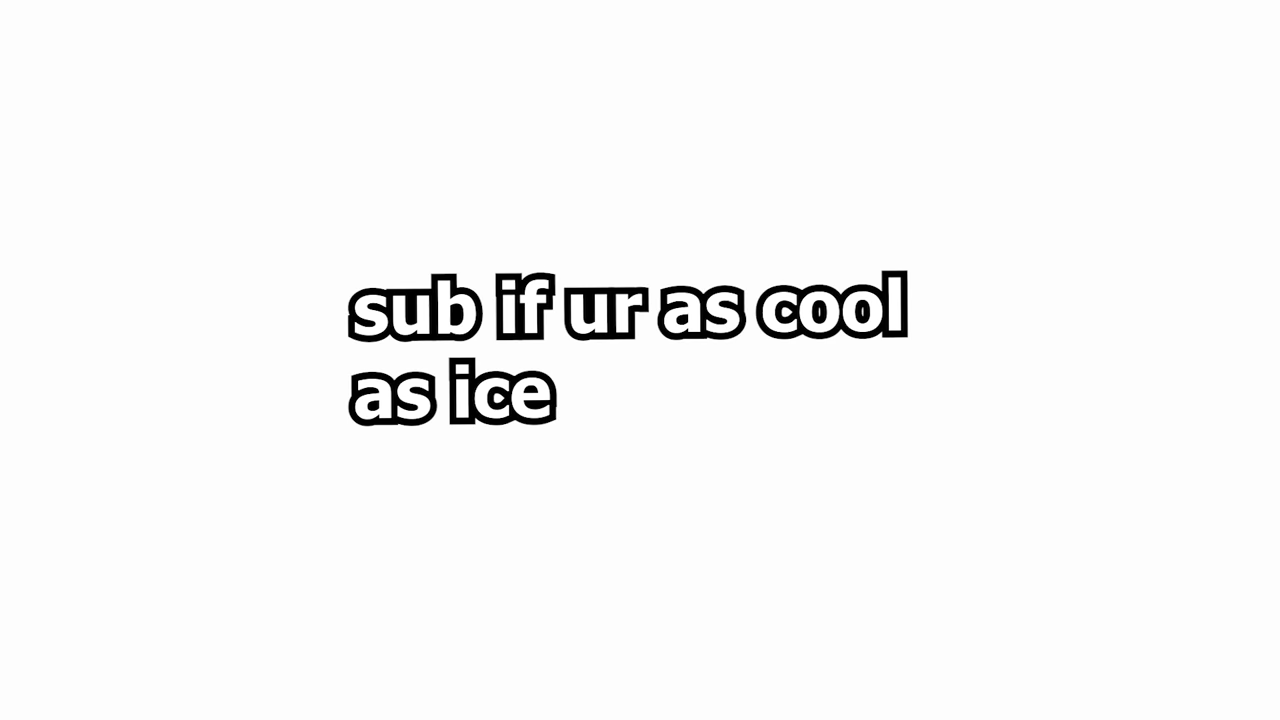 sub if ur as cool
as ice